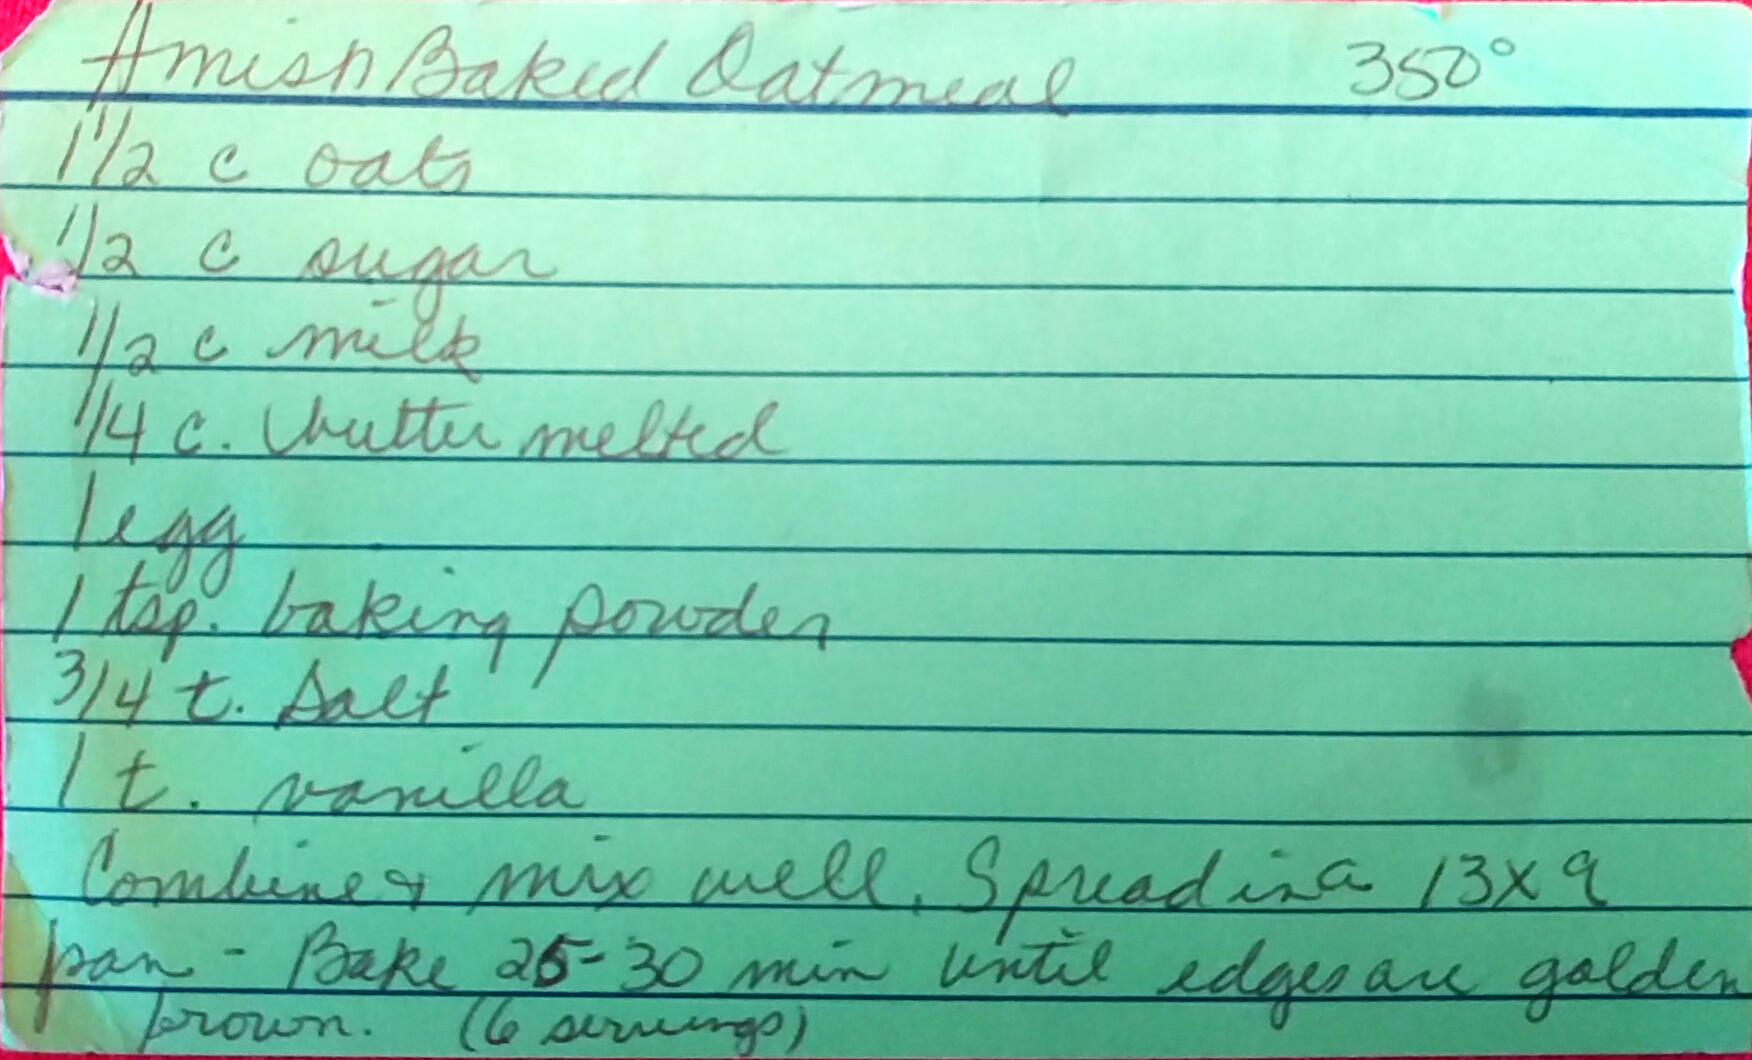 Amish Baked Oatmeal 350°
1 1/2 c oats
1/2 c sugar
1/2 c milk
1/4 c. butter melted
1 egg
1 tsp. baking powder
3/4 t. Salt
1 t. vanilla
Combine & mix well. Spread in a 13x9
pan - Bake 25-30 min until edges are golden
brown. (6 servings)